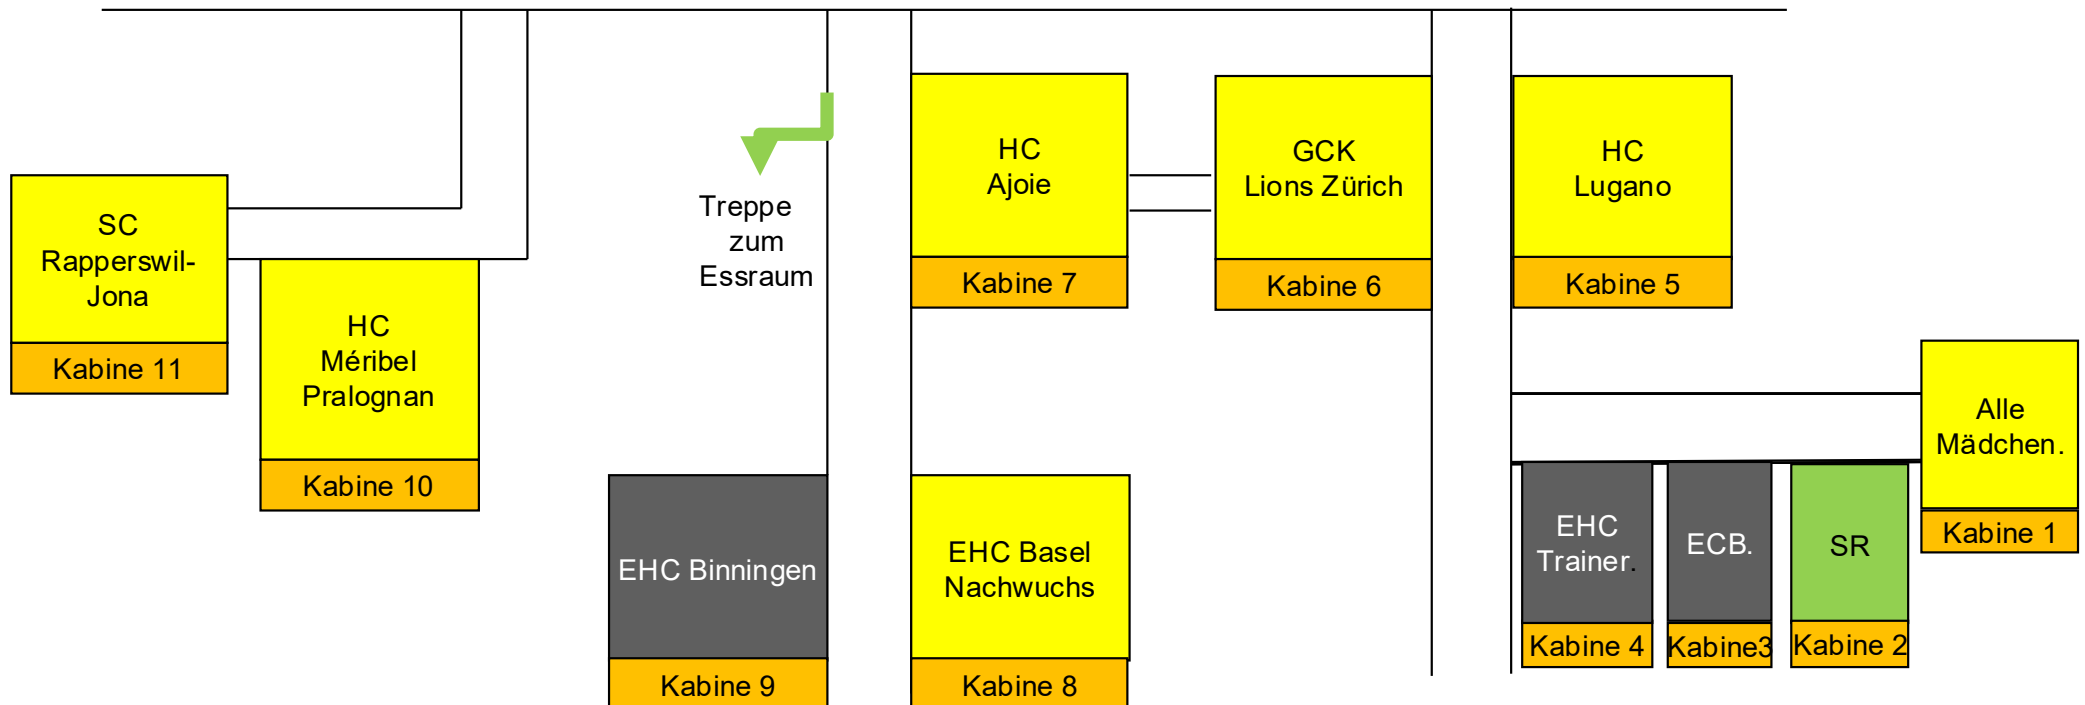 SC
Rapperswil-
Jona
Kabine 11
HC
Méribel
Pralognan
Kabine 10
Treppe
zum
Essraum
EHC Binningen
Kabine 9
HC
Ajoie
Kabine 7
EHC Basel
Nachwuchs
Kabine 8
GCK
Lions Zürich
Kabine 6
HC
Lugano
Kabine 5
EHC
Trainer.
Kabine 4
ECB.
Kabine3
SR
Kabine 2
Alle
Mädchen.
Kabine 1